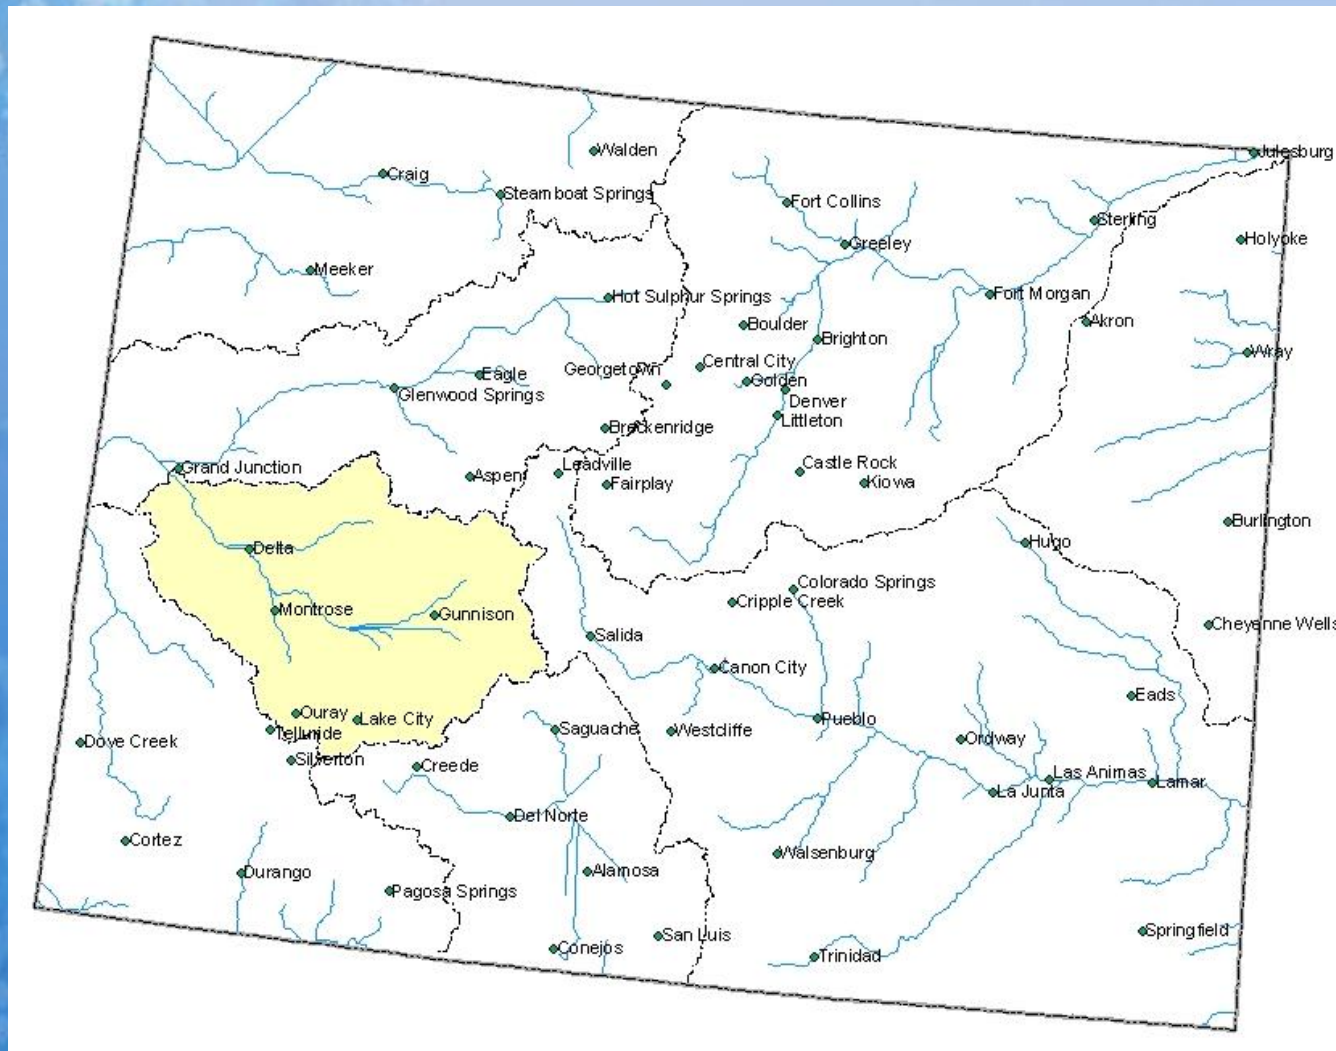 Julesburg
Walden
Craig
Steamboat Springs
Fort Collins
Sterling
Holyoke
Greeley
Meeker
Hot Sulphur Springs
Fort Morgan
Boulder
Akron
Brighton
Wray
Central City
Georgetown
Eagle
Golden
Glenwood Springs
Denver
Littleton
Breckenridge
Castle Rock
Leadville
Grand Junction
Aspen
Fairplay
Kiowa
Burlington
Hugo
Delta
Colorado Springs
Cripple Creek
Montrose
Gunnison
Cheyenne Wells
Salida
Canon City
Eads
Ouray
Lake City
Pueblo
Telluride
Saguache
Westcliffe
Dove Creek
Ordway
Silverton
Creede
Las Animas
Lamar
La Junta
Del Norte
Cortez
Walsenburg
Durango
Alamosa
Pagosa Springs
Springfield
San Luis
Conejos
Trinidad